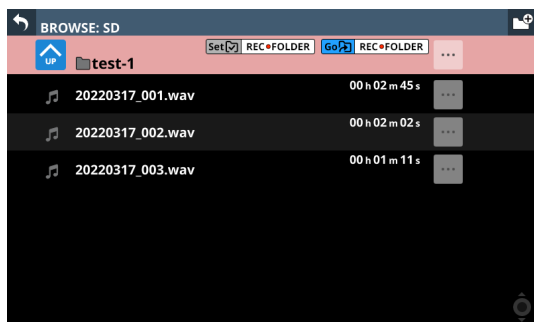 BROWSE: SD
Set REC●FOLDER Go REC●FOLDER ...
UP test-1
20220317_001.wav 00 h 02 m 45 s ...
20220317_002.wav 00 h 02 m 02 s ...
20220317_003.wav 00 h 01 m 11 s ...